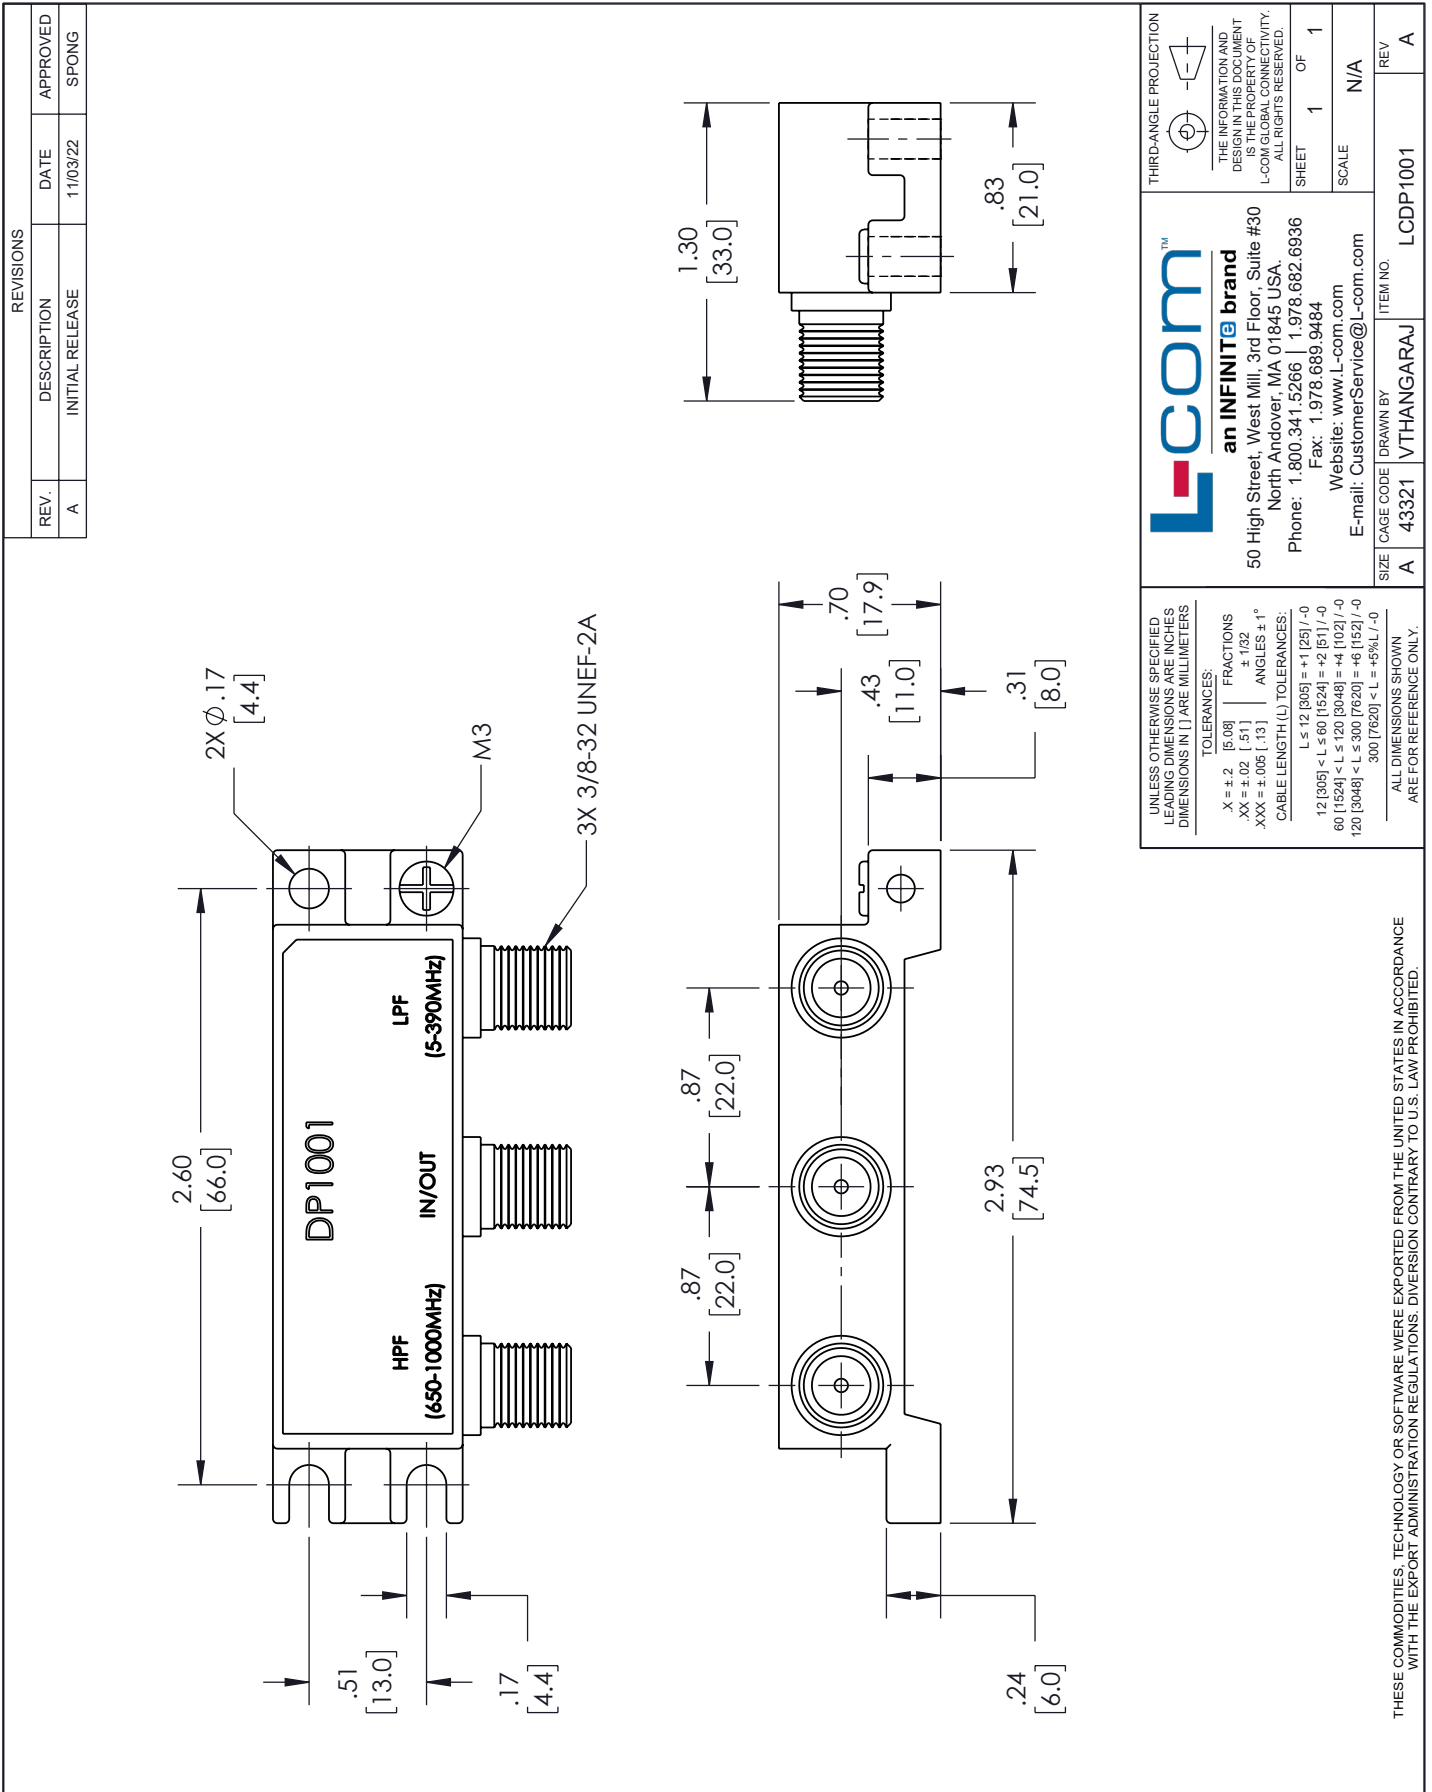 REVISIONS
REV. DESCRIPTION DATE APPROVED
A INITIAL RELEASE 11/03/22 SPONG
2.60
[66.0]
2X Ø .17
[4.4]
M3
3X 3/8-32 UNEF-2A
DP1001
HPF
(650-1000MHz)
IN/OUT
LPF
(5-390MHz)
.51
[13.0]
.17
[4.4]
1.30
[33.0]
.83
[21.0]
.87
[22.0]
.87
[22.0]
.70
[17.9]
.43
[11.0]
.31
[8.0]
2.93
[74.5]
.24
[6.0]
UNLESS OTHERWISE SPECIFIED
LEADING DIMENSIONS ARE INCHES
DIMENSIONS IN [ ] ARE MILLIMETERS
TOLERANCES:
.X = ±.2 [5.08] FRACTIONS
.XX = ±.02 [.51] ± 1/32
.XXX = ±.005 [.13] ANGLES ± 1°
CABLE LENGTH (L) TOLERANCES:
L ≤ 12 [305] = +1 [25] / -0
12 [305] < L ≤ 60 [1524] = +2 [51] / -0
60 [1524] < L ≤ 120 [3048] = +4 [102] / -0
120 [3048] < L ≤ 300 [7620] = +6 [152] / -0
300 [7620] < L = +5%L / -0
ALL DIMENSIONS SHOWN
ARE FOR REFERENCE ONLY.
L-com™
an INFINITe brand
50 High Street, West Mill, 3rd Floor, Suite #30
North Andover, MA 01845 USA.
Phone: 1.800.341.5266 | 1.978.682.6936
Fax: 1.978.689.9484
Website: www.L-com.com
E-mail: CustomerService@L-com.com
THIRD-ANGLE PROJECTION
THE INFORMATION AND
DESIGN IN THIS DOCUMENT
IS THE PROPERTY OF
L-COM GLOBAL CONNECTIVITY.
ALL RIGHTS RESERVED.
SHEET 1 OF 1
SCALE N/A
SIZE A
CAGE CODE 43321
DRAWN BY VTHANGARAJ
ITEM NO. LCDP1001
REV A
THESE COMMODITIES, TECHNOLOGY OR SOFTWARE WERE EXPORTED FROM THE UNITED STATES IN ACCORDANCE
WITH THE EXPORT ADMINISTRATION REGULATIONS. DIVERSION CONTRARY TO U.S. LAW PROHIBITED.